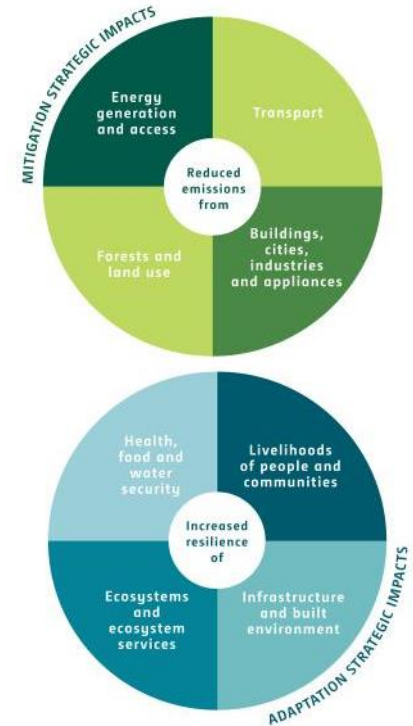 MITIGATION STRATEGIC IMPACTS
Energy
generation
and access
Transport
Reduced
emissions
from
Forests and
land use
Buildings,
cities,
industries
and appliances
Health,
food and
water
security
Livelihoods
of people and
communities
Increased
resilience
of
Ecosystems
and
ecosystem
services
Infrastructure
and built
environment
ADAPTATION STRATEGIC IMPACTS